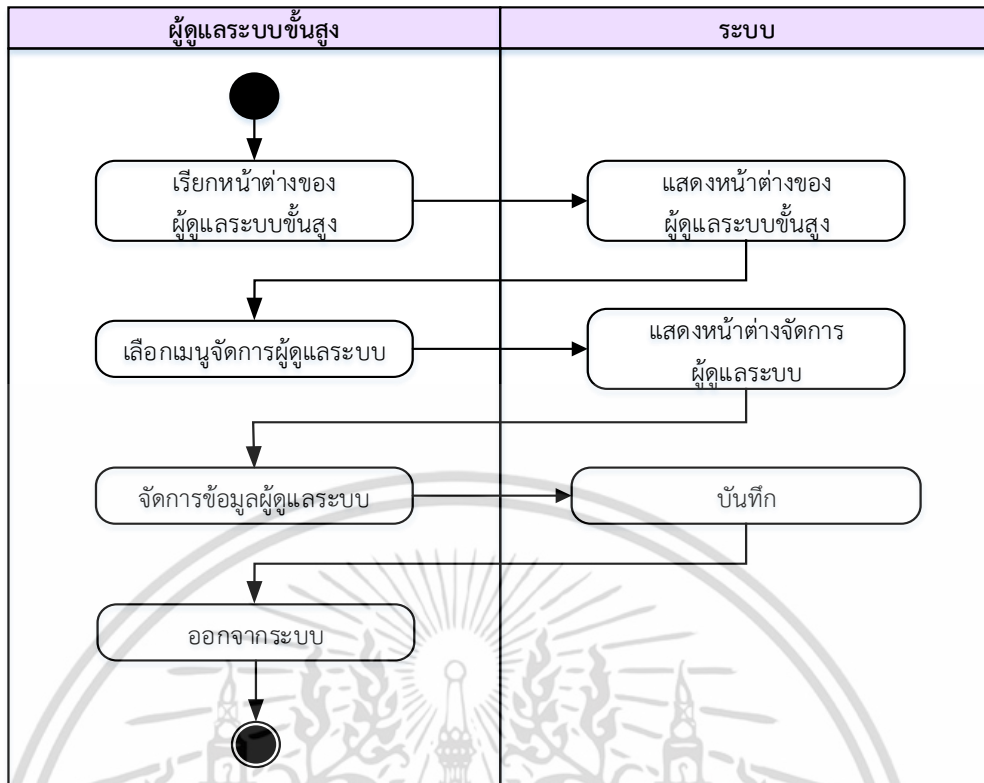 ผู้ดูแลระบบขั้นสูง
ระบบ
เรียกหน้าต่างของ
ผู้ดูแลระบบขั้นสูง
แสดงหน้าต่างของ
ผู้ดูแลระบบขั้นสูง
เลือกเมนูจัดการผู้ดูแลระบบ
แสดงหน้าต่างจัดการ
ผู้ดูแลระบบ
จัดการข้อมูลผู้ดูแลระบบ
บันทึก
ออกจากระบบ